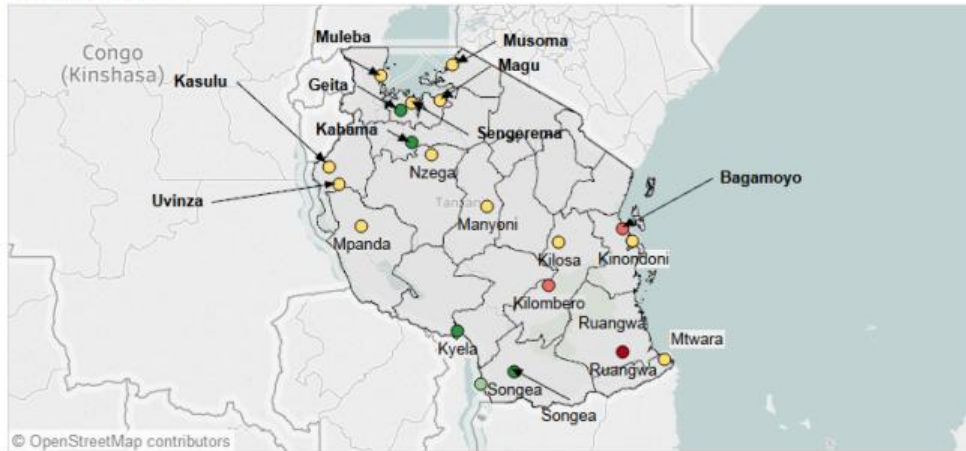 Congo
(Kinshasa)
Muleba
Musoma
Kasulu
Geita
Magu
Kahama
Sengerema
Nzega
Bagamoyo
Uvinza
Manyoni
Mpanda
Kilosa
Kinondoni
Kilombero
Ruangwa
Mtwara
Kyela
Ruangwa
Songea
Songea
© OpenStreetMap contributors